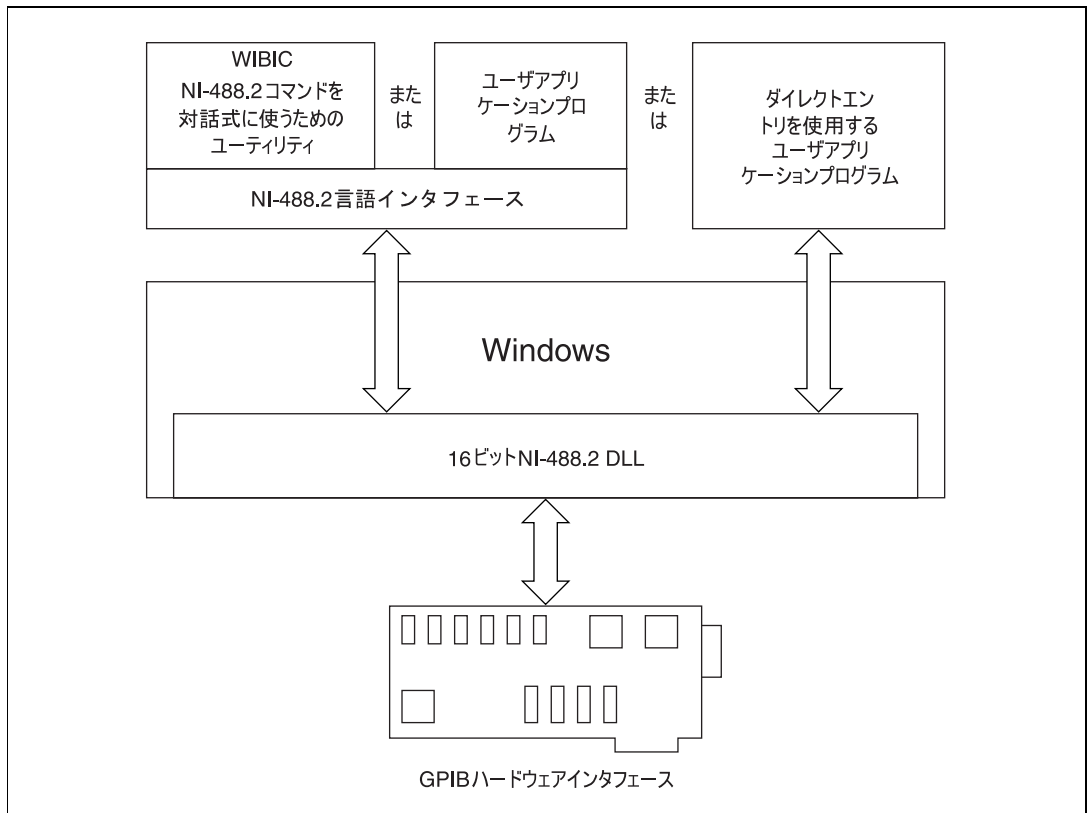 WIBIC
NI-488.2コマンドを
対話式に使うための
ユーティリティ
また
は
ユーザアプリ
ケーションプロ
グラム
また
は
ダイレクトエン
トリを使用する
ユーザアプリ
ケーションプログラム
NI-488.2言語インタフェース
Windows
16ビットNI-488.2 DLL
GPIBハードウェアインタフェース